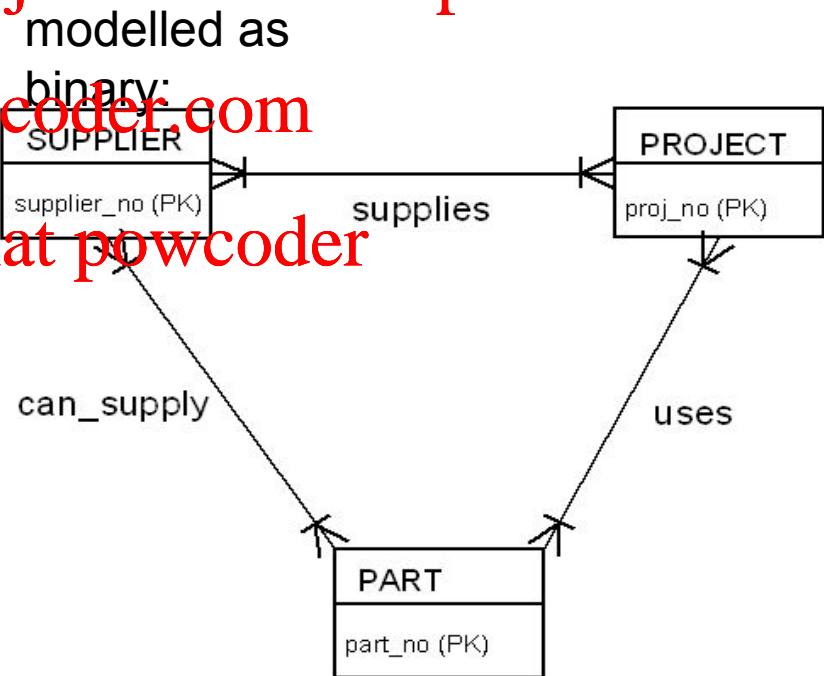 modelled as
binary:
coder.com
SUPPLIER
supplier_no (PK)
PROJECT
proj_no (PK)
supplies
at powcoder
can_supply
uses
PART
part_no (PK)